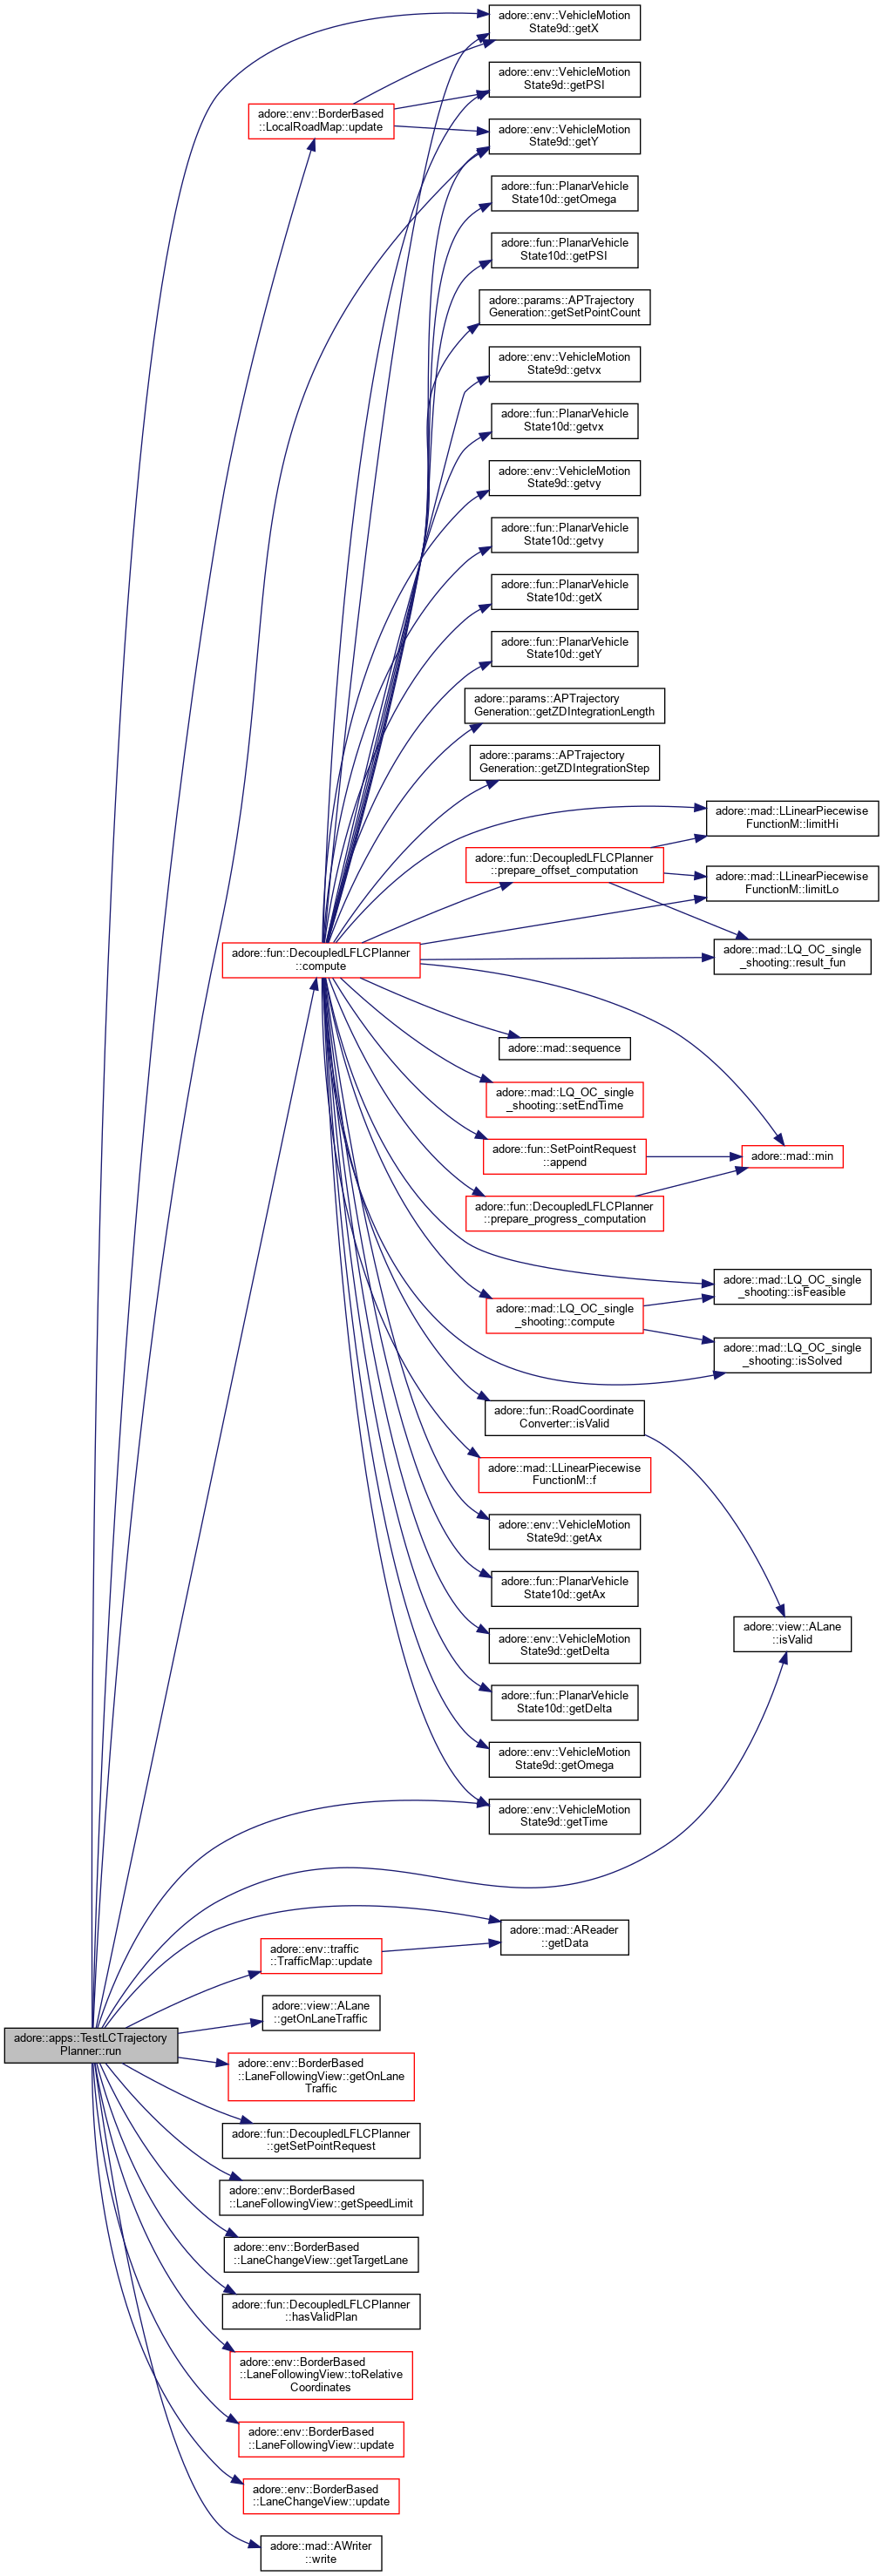 adore::env::VehicleMotion
State9d::getX
adore::env::VehicleMotion
State9d::getPSI
adore::env::BorderBased
::LocalRoadMap::update
adore::env::VehicleMotion
State9d::getY
adore::fun::PlanarVehicle
State10d::getOmega
adore::fun::PlanarVehicle
State10d::getPSI
adore::params::APTrajectory
Generation::getSetPointCount
adore::env::VehicleMotion
State9d::getvx
adore::fun::PlanarVehicle
State10d::getvx
adore::env::VehicleMotion
State9d::getvy
adore::fun::PlanarVehicle
State10d::getvy
adore::fun::PlanarVehicle
State10d::getX
adore::fun::PlanarVehicle
State10d::getY
adore::params::APTrajectory
Generation::getZDIntegrationLength
adore::params::APTrajectory
Generation::getZDIntegrationStep
adore::mad::LLinearPiecewise
FunctionM::limitHi
adore::fun::DecoupledLFLCPlanner
::prepare_offset_computation
adore::mad::LLinearPiecewise
FunctionM::limitLo
adore::fun::DecoupledLFLCPlanner
::compute
adore::mad::LQ_OC_single
_shooting::result_fun
adore::mad::sequence
adore::mad::LQ_OC_single
_shooting::setEndTime
adore::fun::SetPointRequest
::append
adore::mad::min
adore::fun::DecoupledLFLCPlanner
::prepare_progress_computation
adore::mad::LQ_OC_single
_shooting::isFeasible
adore::mad::LQ_OC_single
_shooting::compute
adore::mad::LQ_OC_single
_shooting::isSolved
adore::fun::RoadCoordinate
Converter::isValid
adore::mad::LLinearPiecewise
FunctionM::f
adore::env::VehicleMotion
State9d::getAx
adore::fun::PlanarVehicle
State10d::getAx
adore::view::ALane
::isValid
adore::env::VehicleMotion
State9d::getDelta
adore::fun::PlanarVehicle
State10d::getDelta
adore::env::VehicleMotion
State9d::getOmega
adore::env::VehicleMotion
State9d::getTime
adore::mad::AReader
::getData
adore::env::traffic
::TrafficMap::update
adore::view::ALane
::getOnLaneTraffic
adore::apps::TestLCTrajectory
Planner::run
adore::env::BorderBased
::LaneFollowingView::getOnLane
Traffic
adore::fun::DecoupledLFLCPlanner
::getSetPointRequest
adore::env::BorderBased
::LaneFollowingView::getSpeedLimit
adore::env::BorderBased
::LaneChangeView::getTargetLane
adore::fun::DecoupledLFLCPlanner
::hasValidPlan
adore::env::BorderBased
::LaneFollowingView::toRelative
Coordinates
adore::env::BorderBased
::LaneFollowingView::update
adore::env::BorderBased
::LaneChangeView::update
adore::mad::AWriter
::write